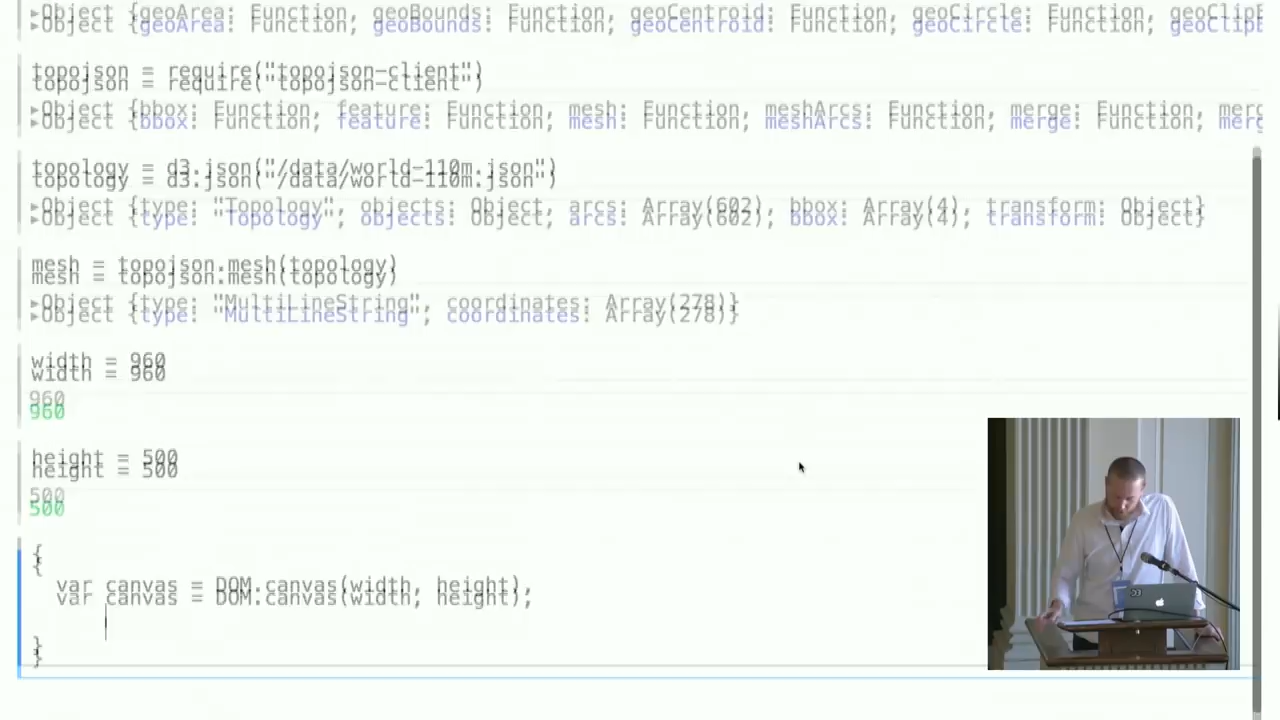 ▸Object {geoArea: Function, geoBounds: Function, geoCentroid: Function, geoCircle: Function,
topojson = require("topojson-client")
▸Object {bbox: Function, feature: Function, mesh: Function, meshArcs: Function, merge: Function,
topology = d3.json("/data/world-110m.json")
▸Object {type: "Topology", objects: Object, arcs: Array(602), bbox: Array(4), transform: Object}
mesh = topojson.mesh(topology)
▸Object {type: "MultiLineString", coordinates: Array(278)}
width = 960
960
height = 500
500
{
var canvas = DOM.canvas(width, height);
}